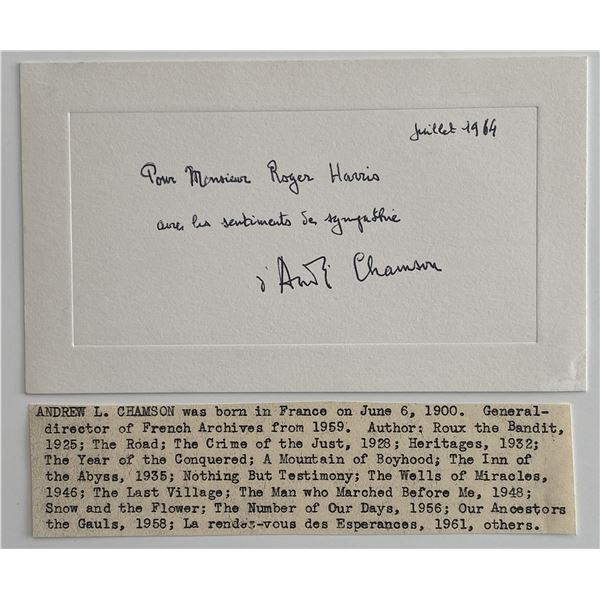 Juillet 1964
Pour Monsieur Roger Harris
avec les sentiments de sympathie
d'André Chamson
ANDREW L. CHAMSON was born in France on June 6, 1900. General-
director of French Archives from 1959. Author: Roux the Bandit,
1925; The Road; The Crime of the Just, 1928; Heritages, 1932;
The Year of the Conquered; A Mountain of Boyhood; The Inn of
the Abyss, 1935; Nothing But Testimony; The Wells of Miracles,
1946; The Last Village; The Man who Marched Before Me, 1948;
Snow and the Flower; The Number of Our Days, 1956; Our Ancestors
the Gauls, 1958; La rendez-vous des Esperances, 1961, others.